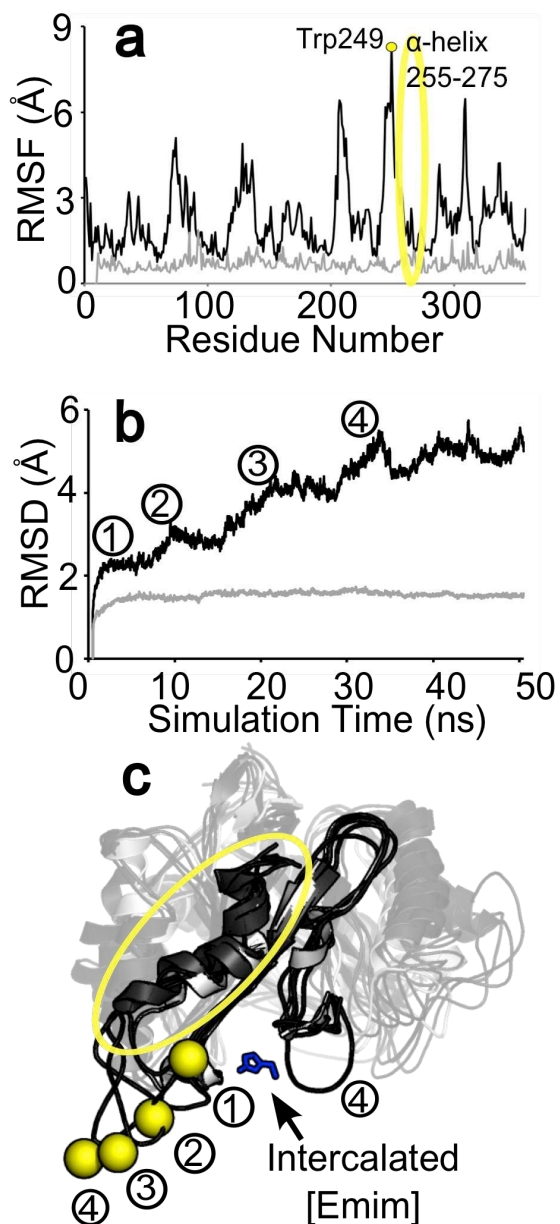 a
9
6
3
0
RMSF (Å)
Trp249
α-helix
255-275
0
100
200
300
Residue Number
b
6
4
2
0
RMSD (Å)
①
②
③
④
0
10
20
30
40
50
Simulation Time (ns)
c
①
②
③
④
④
Intercalated
[Emim]